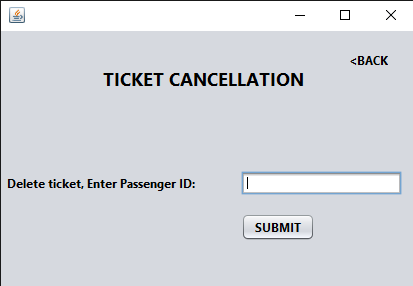 <BACK
TICKET CANCELLATION
Delete ticket, Enter Passenger ID:
SUBMIT